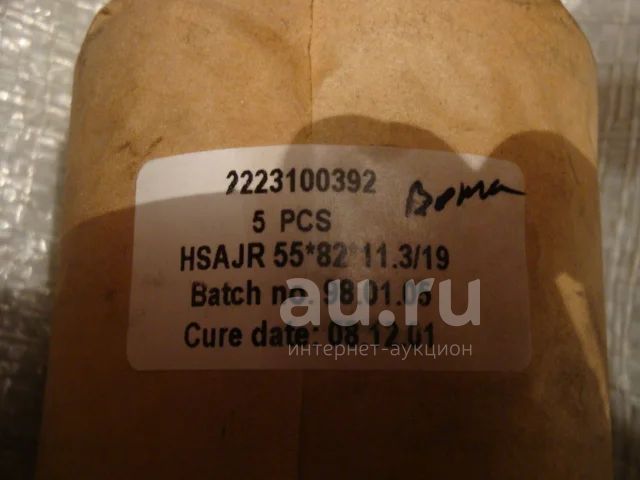 2223100392
5 PCS
HSAJR 55*82*11.3/19
Batch no. 98.01.05
Cure date: 08.12.01
au.ru
интернет-аукцион